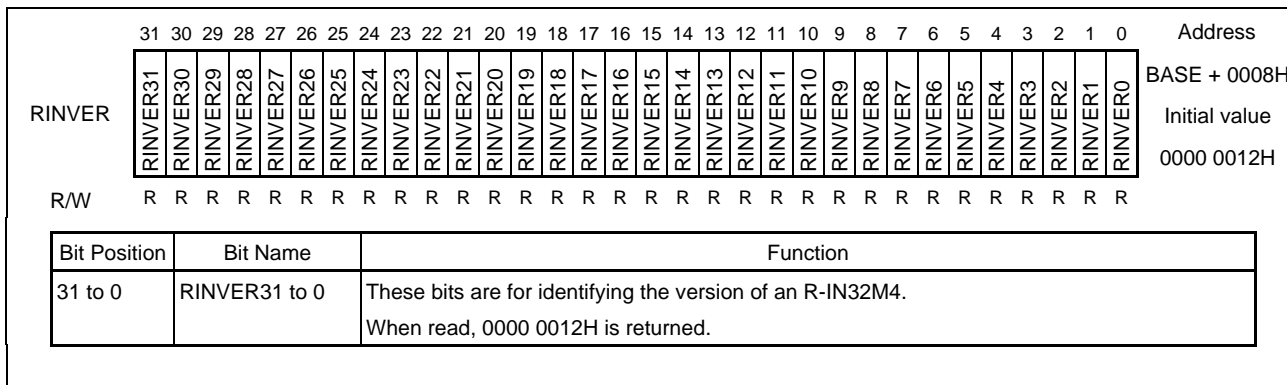 31 30 29 28 27 26 25 24 23 22 21 20 19 18 17 16 15 14 13 12 11 10 9 8 7 6 5 4 3 2 1 0 Address
RINVER RINVER31 RINVER30 RINVER29 RINVER28 RINVER27 RINVER26 RINVER25 RINVER24 RINVER23 RINVER22 RINVER21 RINVER20 RINVER19 RINVER18 RINVER17 RINVER16 RINVER15 RINVER14 RINVER13 RINVER12 RINVER11 RINVER10 RINVER9 RINVER8 RINVER7 RINVER6 RINVER5 RINVER4 RINVER3 RINVER2 RINVER1 RINVER0 BASE + 0008H
Initial value
0000 0012H
R/W R R R R R R R R R R R R R R R R R R R R R R R R R R R R R R R R
Bit Position Bit Name Function
31 to 0 RINVER31 to 0 These bits are for identifying the version of an R-IN32M4.
When read, 0000 0012H is returned.